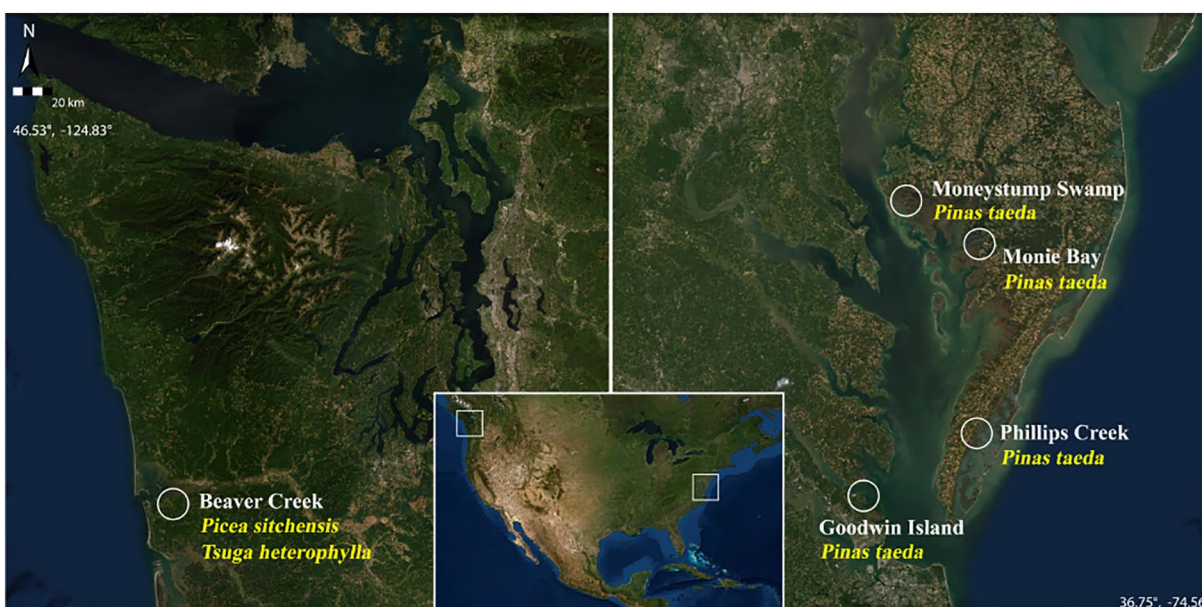 N
20 km
46.53°, -124.83°
Beaver Creek
Picea sitchensis
Tsuga heterophylla
Moneystump Swamp
Pinas taeda
Monie Bay
Pinas taeda
Phillips Creek
Pinas taeda
Goodwin Island
Pinas taeda
36.75°, -74.56